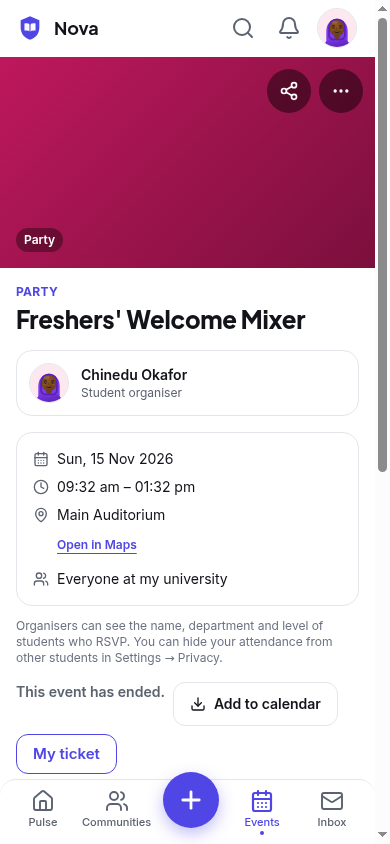 Nova
Party
PARTY
Freshers' Welcome Mixer
Chinedu Okafor
Student organiser
Sun, 15 Nov 2026
09:32 am – 01:32 pm
Main Auditorium
Open in Maps
Everyone at my university
Organisers can see the name, department and level of
students who RSVP. You can hide your attendance from
other students in Settings → Privacy.
This event has ended.
Add to calendar
My ticket
Pulse
Communities
Events
Inbox